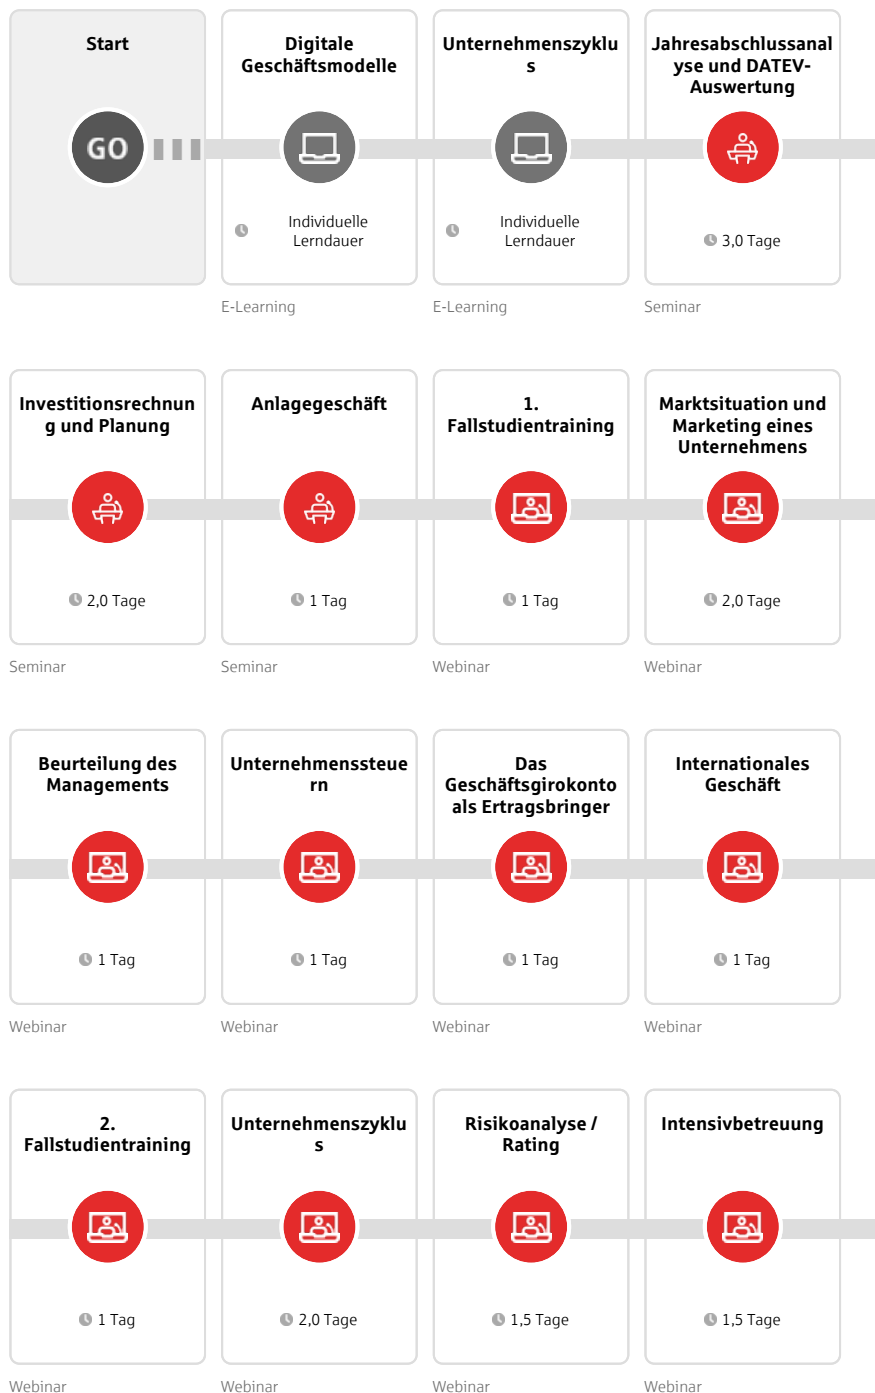 Start
GO
Digitale
Geschäftsmodelle
Individuelle
Lerndauer
E-Learning
Unternehmenszyklu
s
Individuelle
Lerndauer
E-Learning
Jahresabschlussanal
yse und DATEV-
Auswertung
3,0 Tage
Seminar
Investitionsrechnun
g und Planung
2,0 Tage
Seminar
Anlagegeschäft
1 Tag
Seminar
1.
Fallstudientraining
1 Tag
Webinar
Marktsituation und
Marketing eines
Unternehmens
2,0 Tage
Webinar
Beurteilung des
Managements
1 Tag
Webinar
Unternehmenssteue
rn
1 Tag
Webinar
Das
Geschäftsgirokonto
als Ertragsbringer
1 Tag
Webinar
Internationales
Geschäft
1 Tag
Webinar
2.
Fallstudientraining
1 Tag
Webinar
Unternehmenszyklu
s
2,0 Tage
Webinar
Risikoanalyse /
Rating
1,5 Tage
Webinar
Intensivbetreuung
1,5 Tage
Webinar